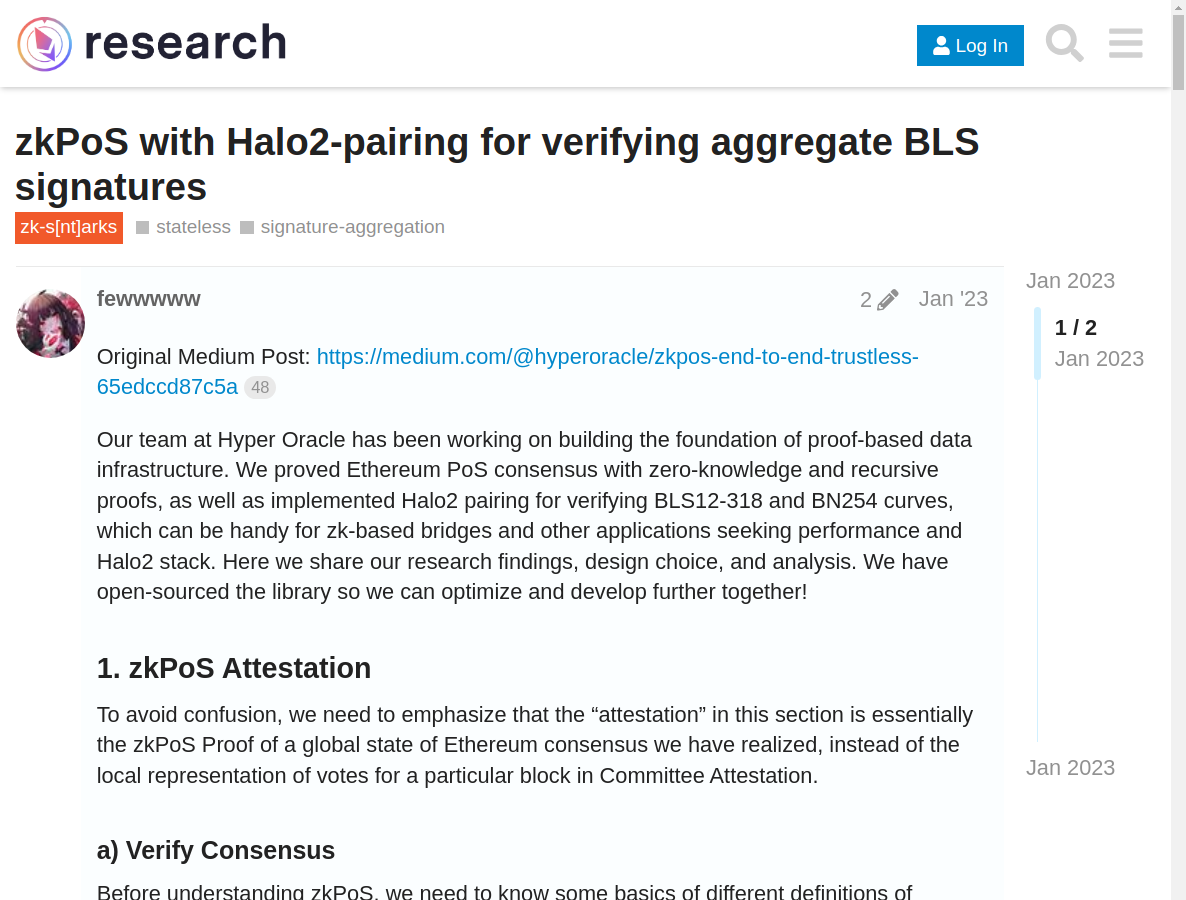 research
Log In
zkPoS with Halo2-pairing for verifying aggregate BLS
signatures
zk-s[nt]arks stateless signature-aggregation
Jan 2023
fewwwww 2 Jan '23
1 / 2
Jan 2023
Original Medium Post: https://medium.com/@hyperoracle/zkpos-end-to-end-trustless-
65edccd87c5a 48
Our team at Hyper Oracle has been working on building the foundation of proof-based data
infrastructure. We proved Ethereum PoS consensus with zero-knowledge and recursive
proofs, as well as implemented Halo2 pairing for verifying BLS12-318 and BN254 curves,
which can be handy for zk-based bridges and other applications seeking performance and
Halo2 stack. Here we share our research findings, design choice, and analysis. We have
open-sourced the library so we can optimize and develop further together!
1. zkPoS Attestation
To avoid confusion, we need to emphasize that the “attestation” in this section is essentially
the zkPoS Proof of a global state of Ethereum consensus we have realized, instead of the
local representation of votes for a particular block in Committee Attestation.
Jan 2023
a) Verify Consensus
Before understanding zkPoS, we need to know some basics of different definitions of